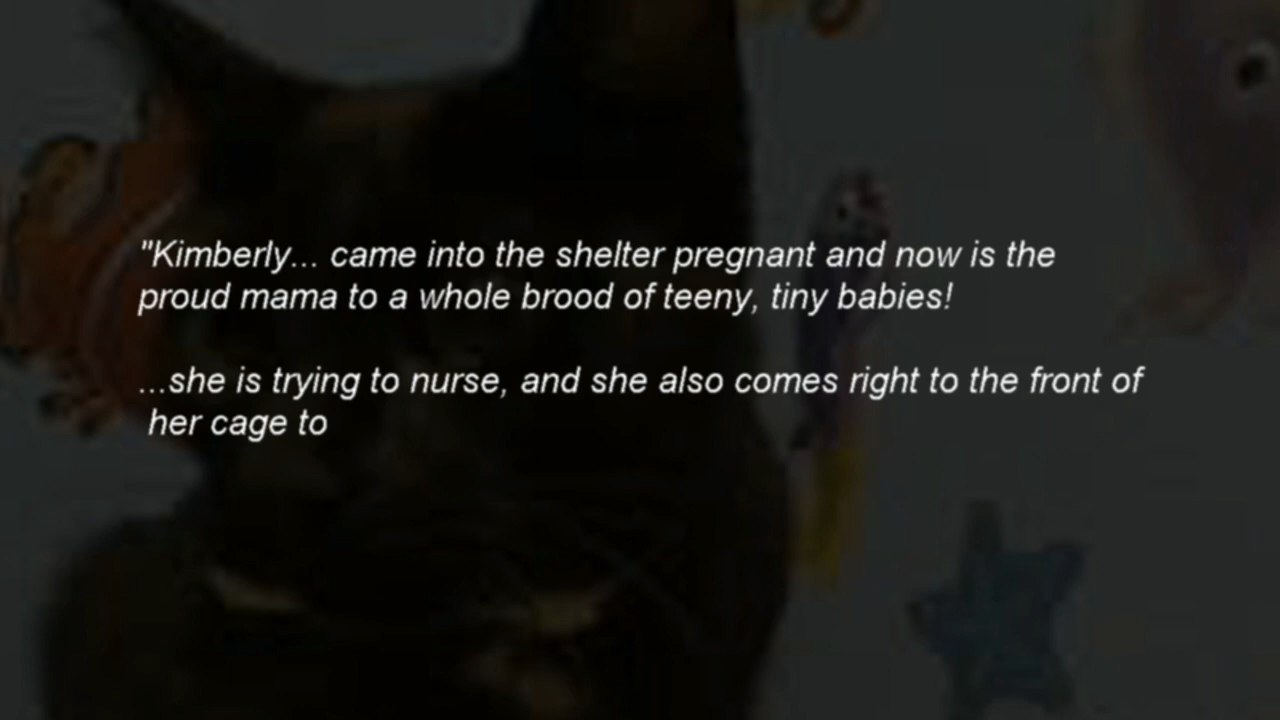 "Kimberly... came into the shelter pregnant and now is the
proud mama to a whole brood of teeny, tiny babies!
...she is trying to nurse, and she also comes right to the front of
her cage to